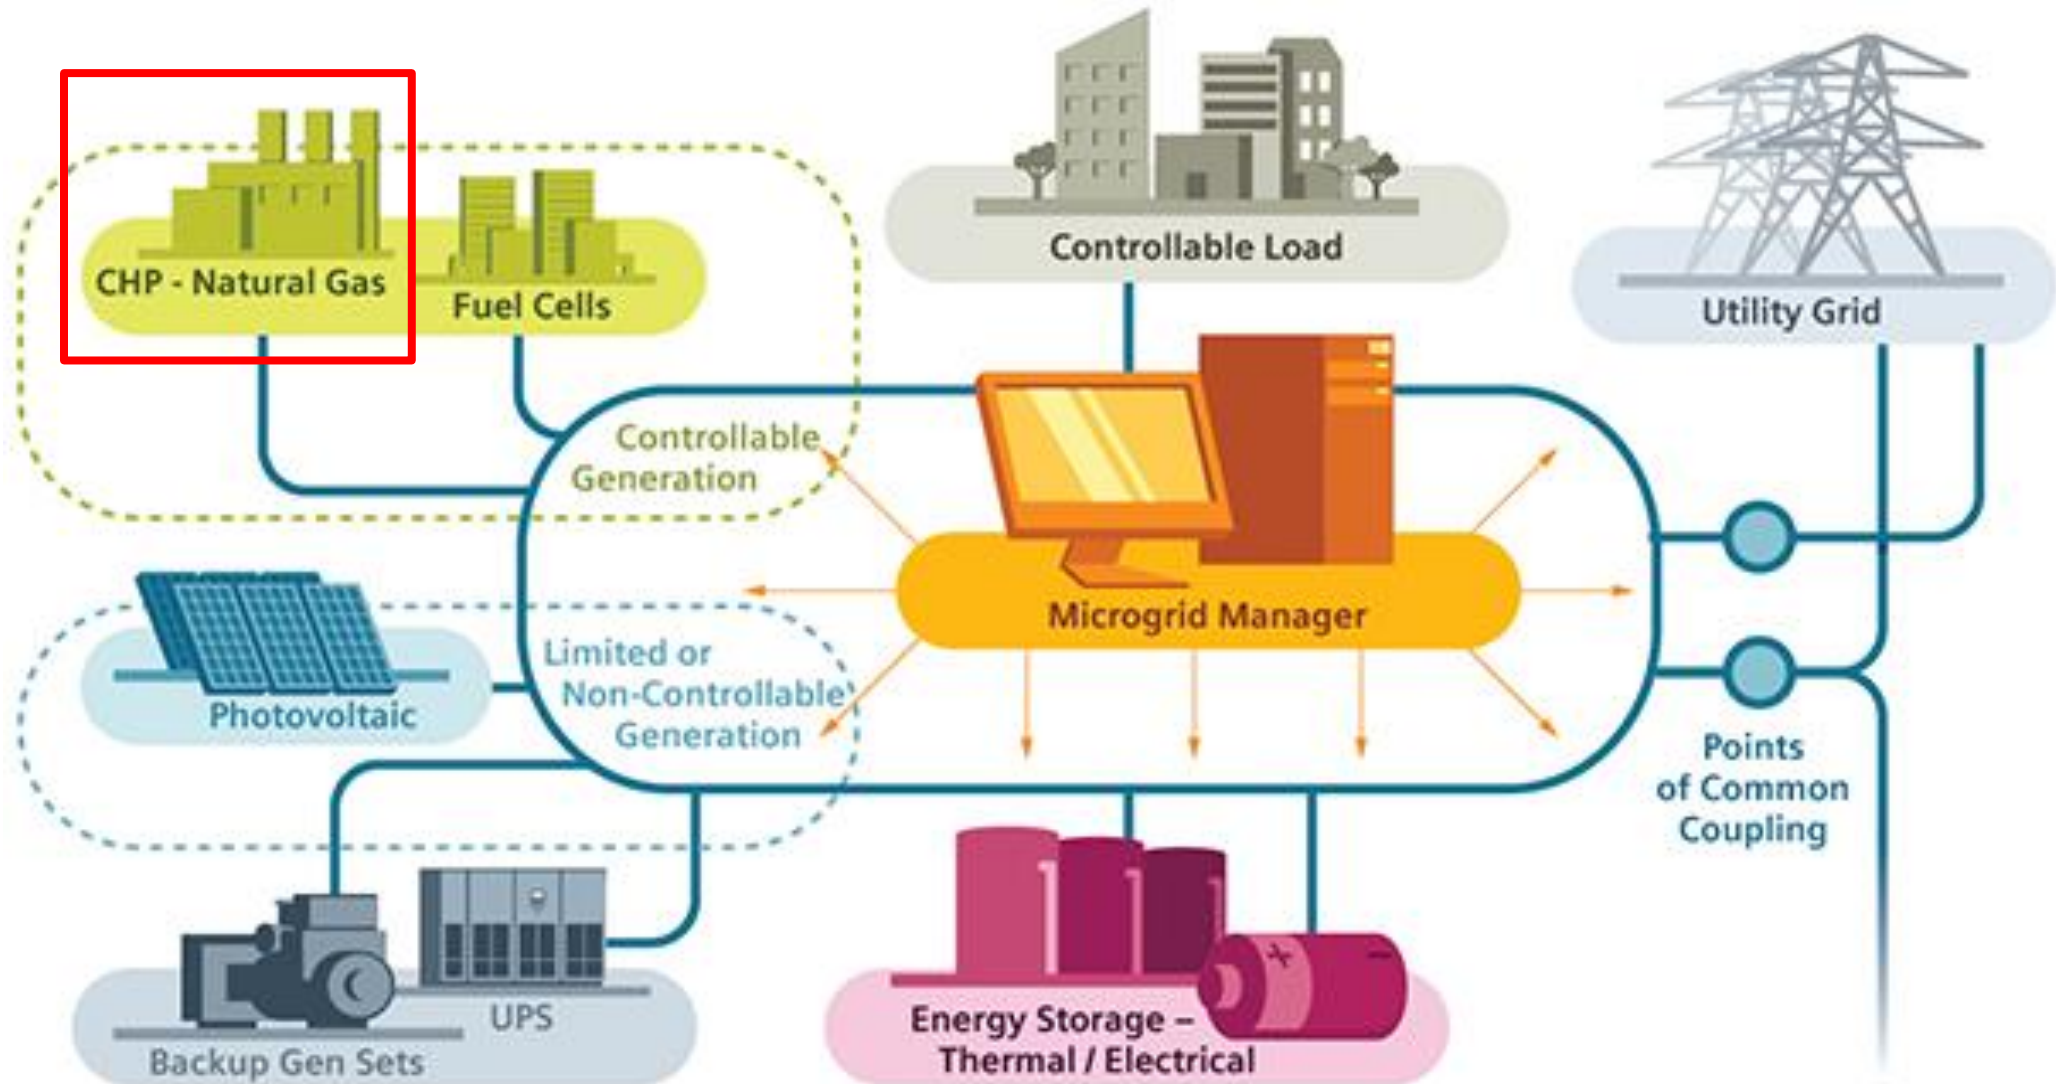 CHP - Natural Gas
Fuel Cells
Controllable Load
Utility Grid
Controllable
Generation
Microgrid Manager
Limited or
Non-Controllable
Generation
Photovoltaic
Points
of Common
Coupling
UPS
Backup Gen Sets
Energy Storage –
Thermal / Electrical